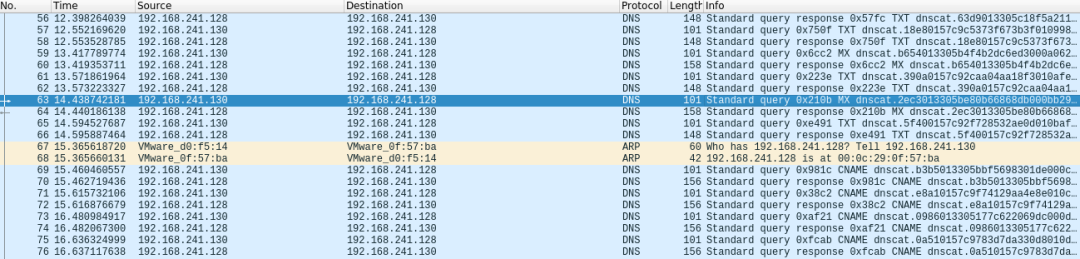 No. Time Source Destination Protocol Length Info
56 12.398264039 192.168.241.128 192.168.241.130 DNS 148 Standard query response 0x57fc TXT dnscat.63d9013305c18f5a211…
57 12.552169620 192.168.241.130 192.168.241.128 DNS 101 Standard query 0x750f TXT dnscat.18e80157c9c5373f673b3f010998…
58 12.553528785 192.168.241.128 192.168.241.130 DNS 148 Standard query response 0x750f TXT dnscat.18e80157c9c5373f673…
59 13.417789774 192.168.241.130 192.168.241.128 DNS 101 Standard query 0x6cc2 MX dnscat.b654013305b4f4b2dc6ed3000a062…
60 13.419353711 192.168.241.128 192.168.241.130 DNS 158 Standard query response 0x6cc2 MX dnscat.b654013305b4f4b2dc6e…
61 13.571861964 192.168.241.130 192.168.241.128 DNS 101 Standard query 0x223e TXT dnscat.390a0157c92caa04aa18f3010afe…
62 13.573223327 192.168.241.128 192.168.241.130 DNS 148 Standard query response 0x223e TXT dnscat.390a0157c92caa04aa1…
63 14.438742181 192.168.241.130 192.168.241.128 DNS 101 Standard query 0x210b MX dnscat.2ec3013305be80b66868db000bb29…
64 14.440186138 192.168.241.128 192.168.241.130 DNS 158 Standard query response 0x210b MX dnscat.2ec3013305be80b66868…
65 14.594527687 192.168.241.130 192.168.241.128 DNS 101 Standard query 0xe491 TXT dnscat.5f400157c92f728532ae0d010baf…
66 14.595887464 192.168.241.128 192.168.241.130 DNS 148 Standard query response 0xe491 TXT dnscat.5f400157c92f728532a…
67 15.365618720 VMware_d0:f5:14 VMware_0f:57:ba ARP 60 Who has 192.168.241.128? Tell 192.168.241.130
68 15.365660131 VMware_0f:57:ba VMware_d0:f5:14 ARP 42 192.168.241.128 is at 00:0c:29:0f:57:ba
69 15.460460557 192.168.241.130 192.168.241.128 DNS 101 Standard query 0x981c CNAME dnscat.b3b5013305bbf5698301de000c…
70 15.462719436 192.168.241.128 192.168.241.130 DNS 156 Standard query response 0x981c CNAME dnscat.b3b5013305bbf569…
71 15.615732106 192.168.241.130 192.168.241.128 DNS 101 Standard query 0x38c2 CNAME dnscat.e8a10157c9f74129aa4e8e010c…
72 15.616876679 192.168.241.128 192.168.241.130 DNS 156 Standard query response 0x38c2 CNAME dnscat.e8a10157c9f74129a…
73 16.480984917 192.168.241.130 192.168.241.128 DNS 101 Standard query 0xaf21 CNAME dnscat.0986013305177c622069dc000d…
74 16.482067300 192.168.241.128 192.168.241.130 DNS 156 Standard query response 0xaf21 CNAME dnscat.0986013305177c622…
75 16.636324999 192.168.241.130 192.168.241.128 DNS 101 Standard query 0xfcab CNAME dnscat.0a510157c9783d7da330d8010d…
76 16.637117638 192.168.241.128 192.168.241.130 DNS 156 Standard query response 0xfcab CNAME dnscat.0a510157c9783d7da…